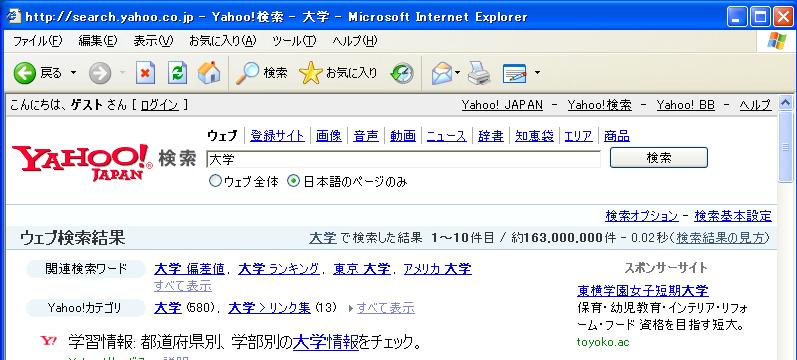 http://search.yahoo.co.jp - Yahoo!検索 - 大学 - Microsoft Internet Explorer
ファイル(F) 編集(E) 表示(V) お気に入り(A) ツール(T) ヘルプ(H)
戻る 検索 お気に入り
こんにちは、ゲストさん [ ログイン ] Yahoo! JAPAN - Yahoo!検索 - Yahoo! BB - ヘルプ
YAHOO! JAPAN 検索
ウェブ 登録サイト 画像 音声 動画 ニュース 辞書 知恵袋 エリア 商品
大学 検索
ウェブ全体 日本語のページのみ
検索オプション - 検索基本設定
ウェブ検索結果 大学 で検索した結果 1~10件目 / 約163,000,000件 - 0.02秒(検索結果の見方)
関連検索ワード 大学 偏差値, 大学 ランキング, 東京 大学, アメリカ 大学
すべて表示
Yahoo!カテゴリ 大学 (580), 大学 > リンク集 (13) すべて表示
Y! 学習情報: 都道府県別、学部別の大学情報をチェック。
スポンサーサイト
東横学園女子短期大学
保育・幼児教育・インテリア・リフォ
ーム・フード 資格を目指す短大。
toyoko.ac